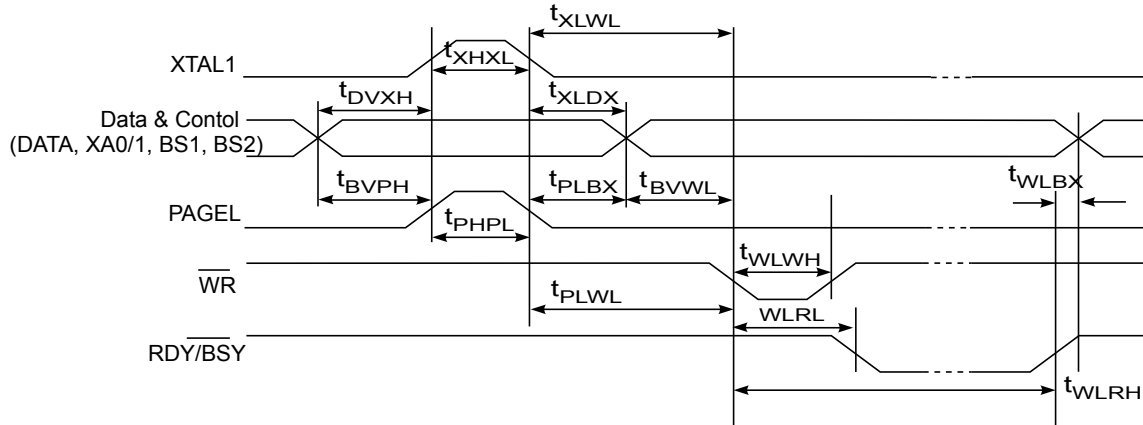 tXLWL
XTAL1
tXHXL
tDVXH
tXLDX
Data & Contol
(DATA, XA0/1, BS1, BS2)
tBVPH
tPLBX
tBVWL
tWLBX
PAGEL
tPHPL
WR
tWLWH
tPLWL
WLRL
RDY/BSY
tWLRH